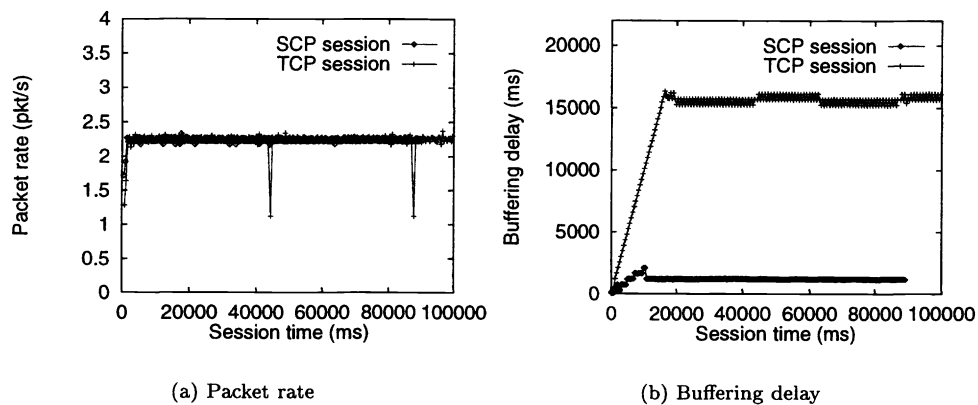 4
3.5
3
2.5
2
1.5
1
0.5
0
Packet rate (pkt/s)
SCP session
TCP session
0 20000 40000 60000 80000 100000
Session time (ms)
(a) Packet rate
20000
15000
10000
5000
0
Buffering delay (ms)
SCP session
TCP session
0 20000 40000 60000 80000 100000
Session time (ms)
(b) Buffering delay